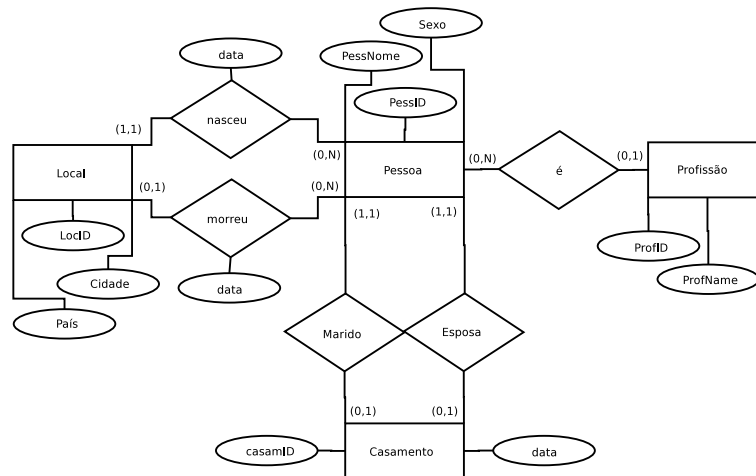 Sexo
PessNome
data
PessID
nasceu
(1,1)
(0,N)
(0,N)
(0,1)
Local
Pessoa
é
Profissão
(0,1)
(0,N)
LocID
morreu
(1,1)
(1,1)
ProfID
Cidade
data
ProfName
País
Marido
Esposa
(0,1)
(0,1)
casamID
Casamento
data